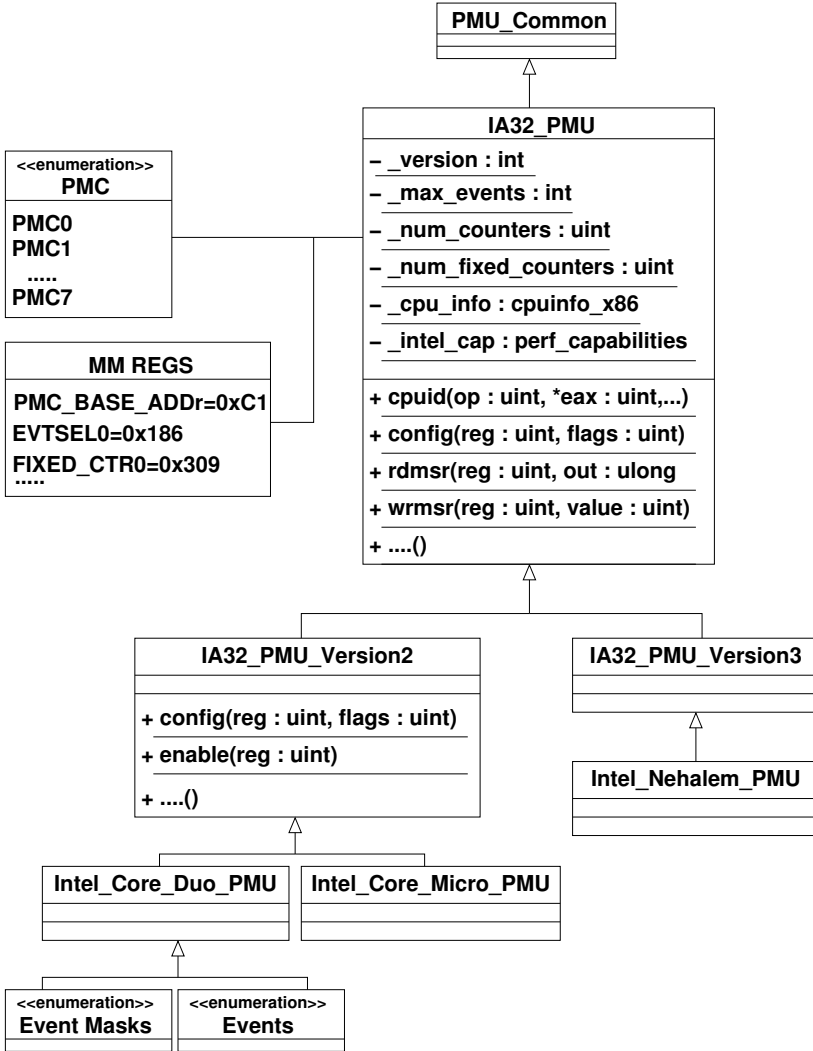 PMU_Common
IA32_PMU
– _version : int
– _max_events : int
– _num_counters : uint
– _num_fixed_counters : uint
– _cpu_info : cpuinfo_x86
– _intel_cap : perf_capabilities
+ cpuid(op : uint, *eax : uint,...)
+ config(reg : uint, flags : uint)
+ rdmsr(reg : uint, out : ulong
+ wrmsr(reg : uint, value : uint)
+ ....()
<<enumeration>>
PMC
PMC0
PMC1
.....
PMC7
MM REGS
PMC_BASE_ADDr=0xC1
EVTSEL0=0x186
FIXED_CTR0=0x309
.....
IA32_PMU_Version2
+ config(reg : uint, flags : uint)
+ enable(reg : uint)
+ ....()
IA32_PMU_Version3
Intel_Nehalem_PMU
Intel_Core_Duo_PMU
Intel_Core_Micro_PMU
<<enumeration>>
Event Masks
<<enumeration>>
Events